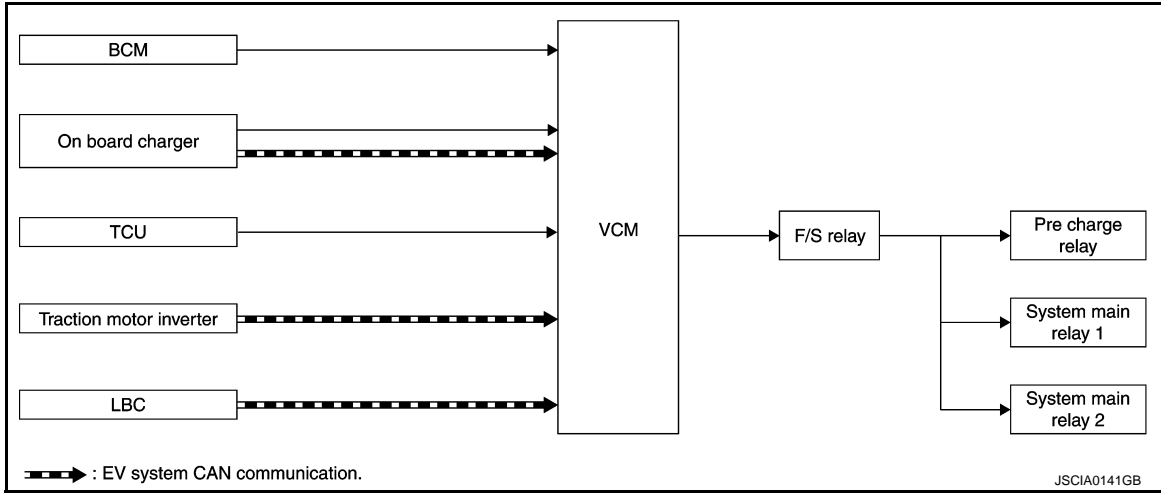 BCM
On board charger
TCU
Traction motor inverter
LBC
VCM
F/S relay
Pre charge
relay
System main
relay 1
System main
relay 2
: EV system CAN communication.
JSCIA0141GB